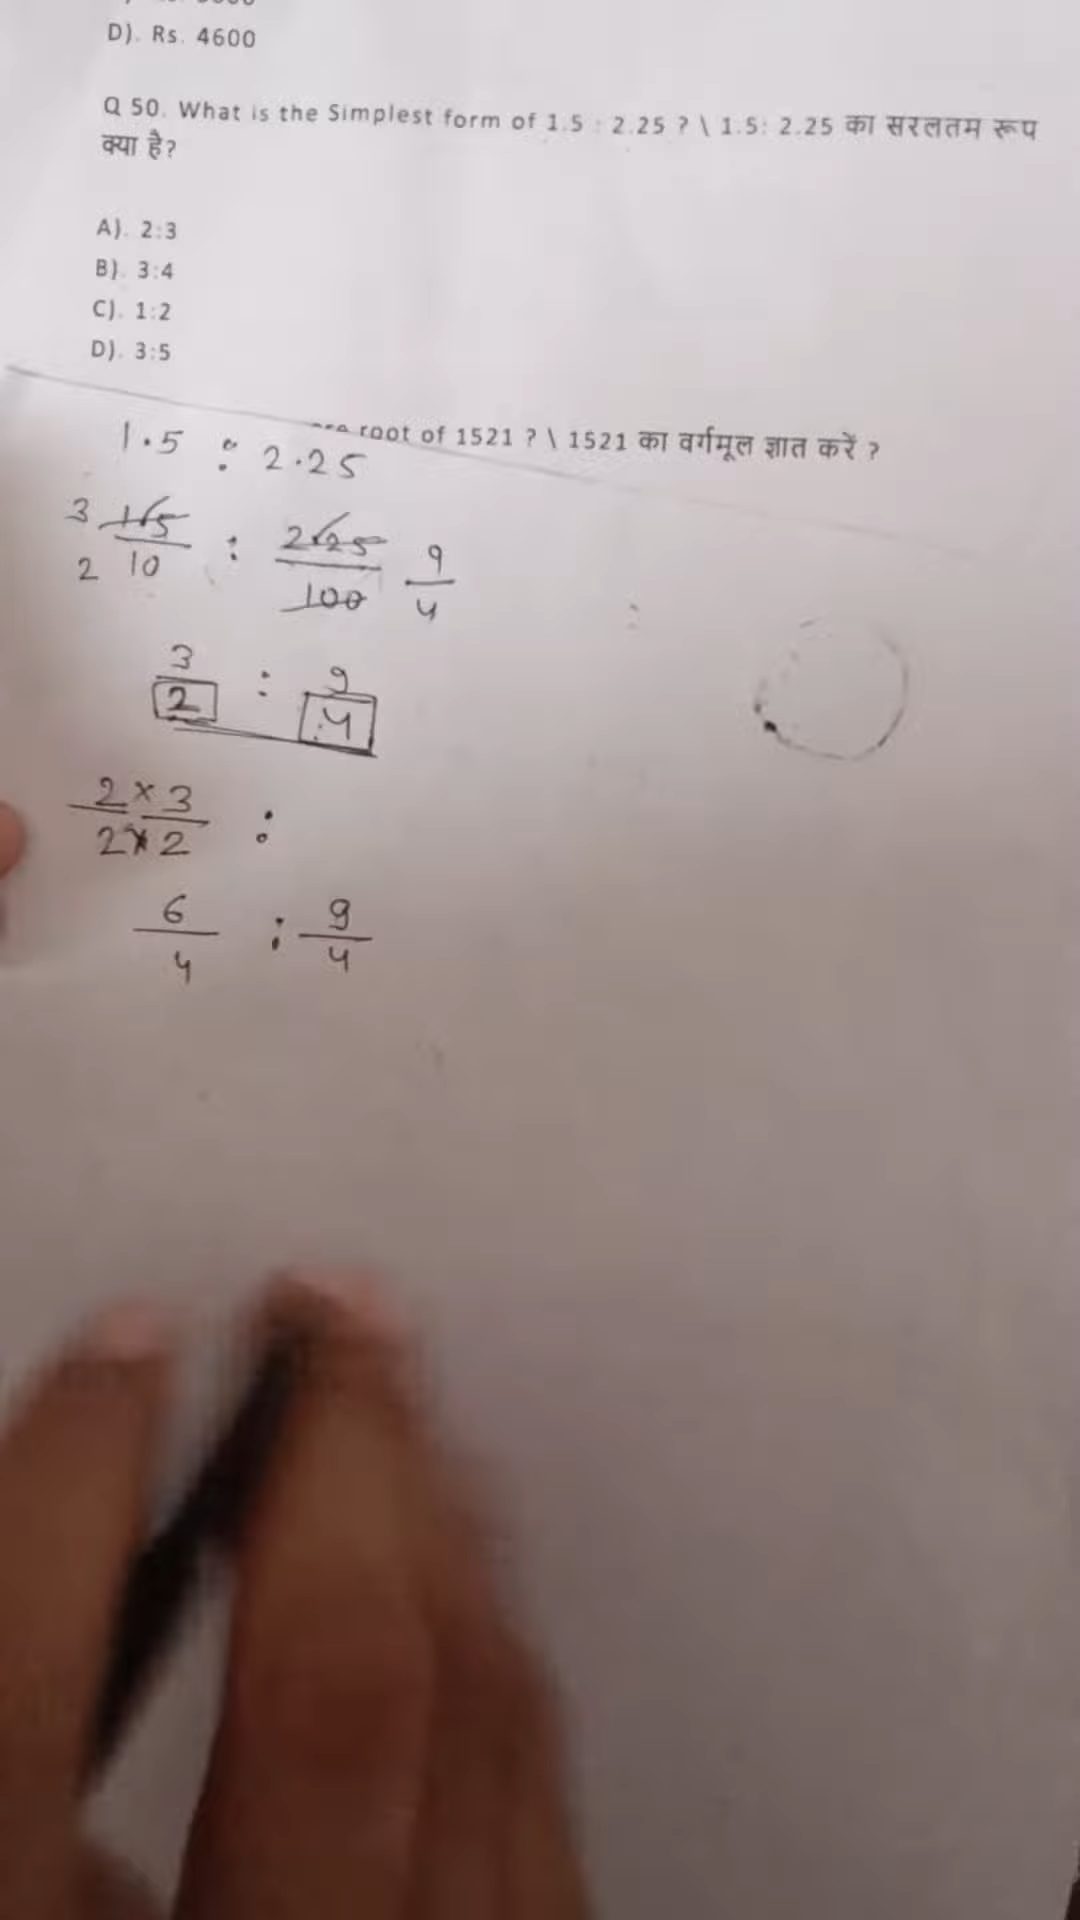 D). Rs. 4600
Q 50. What is the Simplest form of 1.5 : 2.25 ? \ 1.5: 2.25 का सरलतम रूप
क्या है?
A). 2:3
B). 3:4
C). 1:2
D). 3:5
root of 1521 ? \ 1521 का वर्गमूल ज्ञात करें ?
1.5 : 2.25
3 15 : 225 9
2 10 100 4
3 : 9
2 4
2×3 :
2×2
6 : 9
4 4